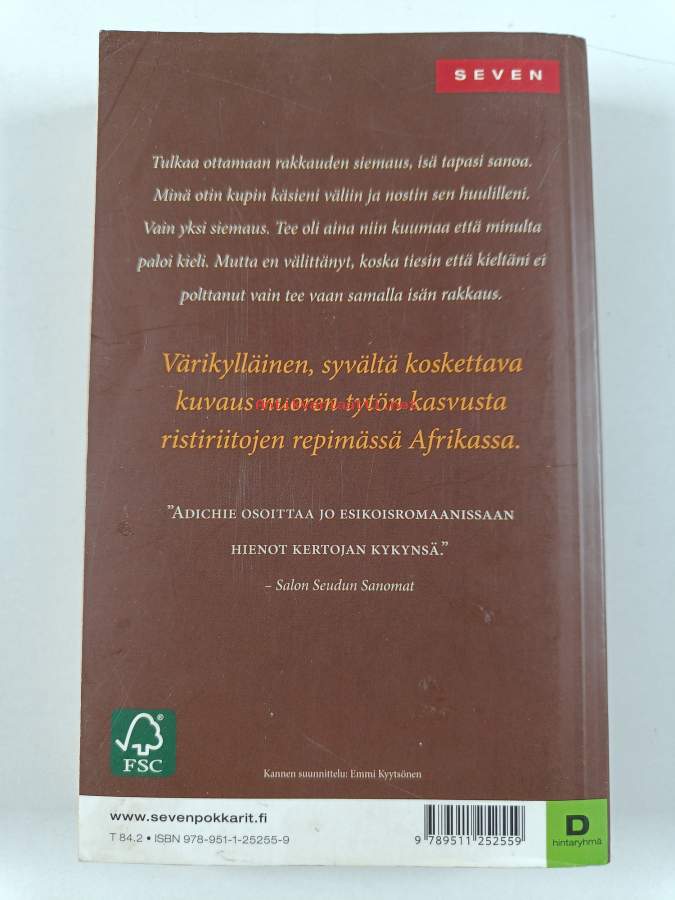 SEVEN
Tulkaa ottamaan rakkauden siemaus, isä tapasi sanoa.
Minä otin kupin käsieni väliin ja nostin sen huulilleni.
Vain yksi siemaus. Tee oli aina niin kuumaa että minulta
paloi kieli. Mutta en välittänyt, koska tiesin että kieltäni ei
polttanut vain tee vaan samalla isän rakkaus.
Värikylläinen, syvältä koskettava
kuvaus nuoren tytön kasvusta
ristiriitojen repimässä Afrikassa.
”Adichie osoittaa jo esikoisromaanissaan
hienot kertojan kykynsä.”
– Salon Seudun Sanomat
FSC
Kannen suunnittelu: Emmi Kyytsönen
www.sevenpokkarit.fi
T 84.2 • ISBN 978-951-1-25255-9
9 789511 252559
D
hintaryhmä